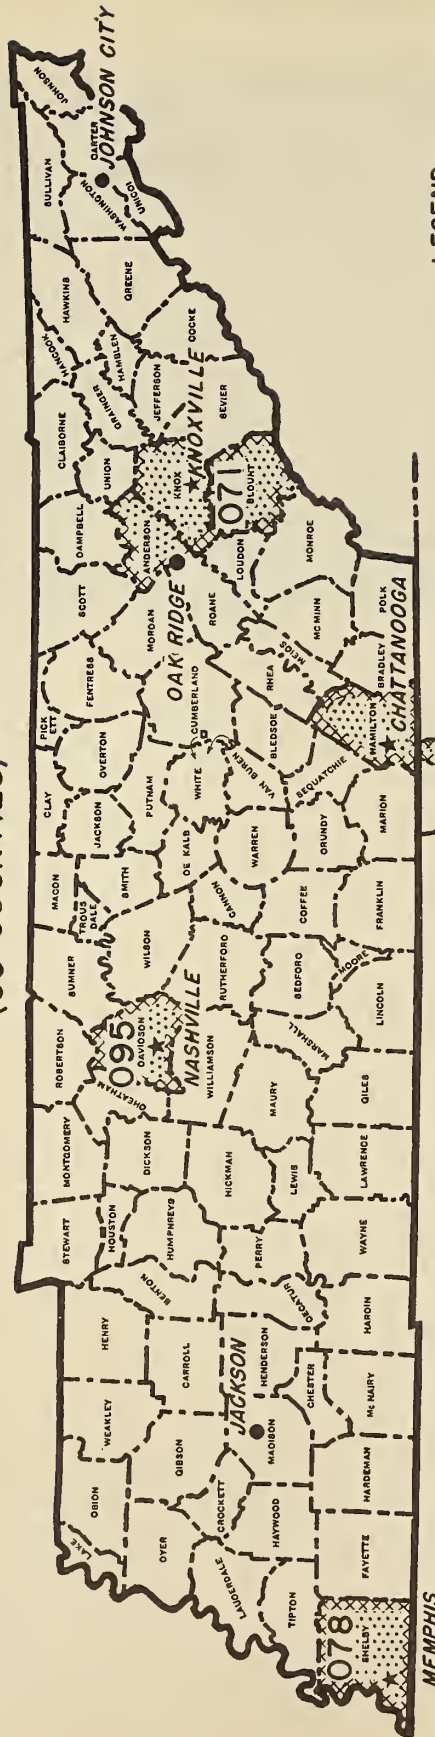 JOHNSON
SULLIVAN
CARTER
JOHNSON CITY
WASHINGTON
UNICOI
HAWKINS
GREENE
HANCOCK
HAMBLEN
GRAINGER
COCKE
JEFFERSON
SEVIER
CLAIBORNE
UNION
KNOX
KNOXVILLE
071
BLOUNT
CAMPBELL
ANDERSON
SCOTT
OAK RIDGE
LOUDON
MONROE
MORGAN
ROANE
MCMINN
POLK
FENTRESS
MEIGS
BRADLEY
CHATTANOOGA
PICK
ETT
OVERTON
CUMBERLAND
RHEA
HAMILTON
CLAY
JACKSON
PUTNAM
WHITE
BLEDSOE
VAN BUREN
SEQUATCHIE
MARION
MACON
TROUS
DALE
SMITH
DE KALB
WARREN
GRUNDY
SUMNER
WILSON
CANNON
COFFEE
FRANKLIN
RUTHERFORD
BEDFORD
MOORE
LINCOLN
ROBERTSON
095
DAVIDSON
NASHVILLE
WILLIAMSON
MARSHALL
CHEATHAM
MAURY
GILES
MONTGOMERY
DICKSON
HICKMAN
LEWIS
LAWRENCE
STEWART
HOUSTON
HUMPHREYS
PERRY
WAYNE
BENTON
DECATUR
HARDIN
HENRY
CARROLL
HENDERSON
CHESTER
McNAIRY
WEAKLEY
GIBSON
JACKSON
MADISON
HARDEMAN
OBION
CROCKETT
HAYWOOD
FAYETTE
LAKE
DYER
LAUDERDALE
TIPTON
078
SHELBY
MEMPHIS
LEGEND